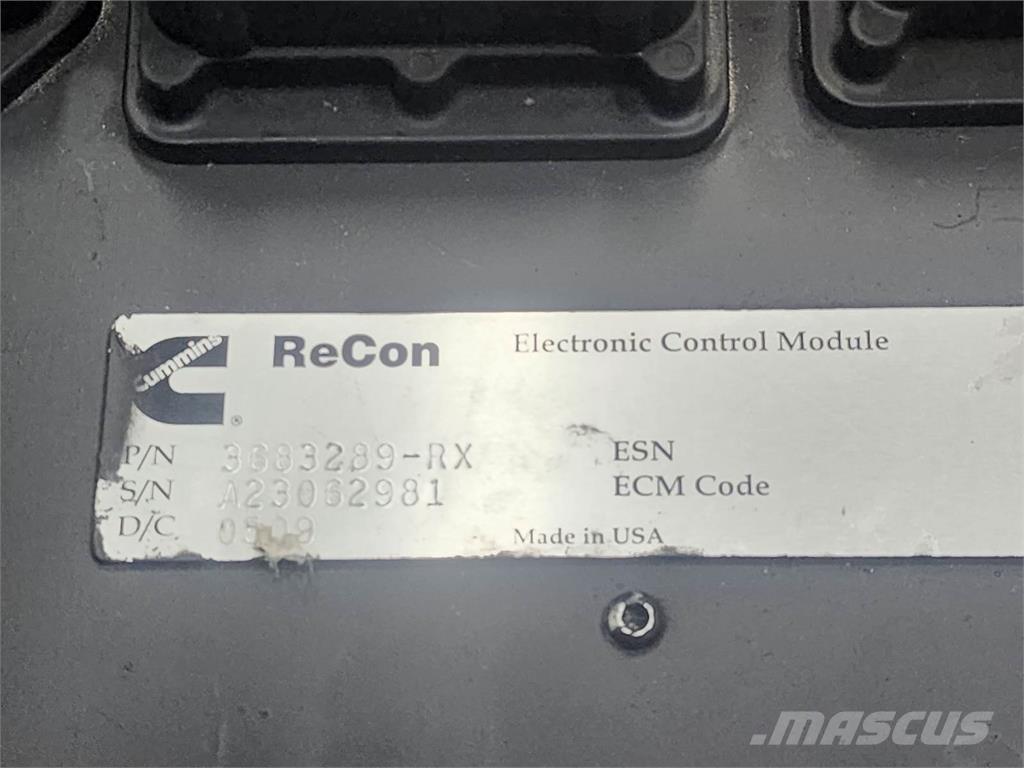 cummins ReCon Electronic Control Module
®
P/N 3683289-RX ESN
S/N A23062981 ECM Code
D/C Made in USA
MASCUS